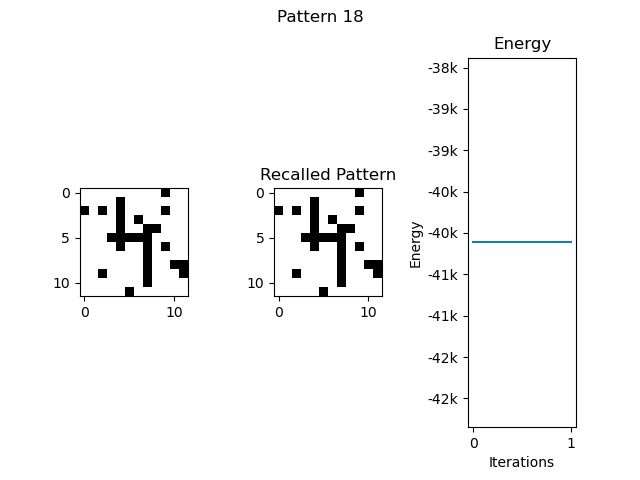 Pattern 18
Energy
Recalled Pattern
0
5
10
0
10
0
5
10
0
10
-38k
-39k
-39k
-40k
-40k
-41k
-41k
-42k
-42k
Energy
0
1
Iterations